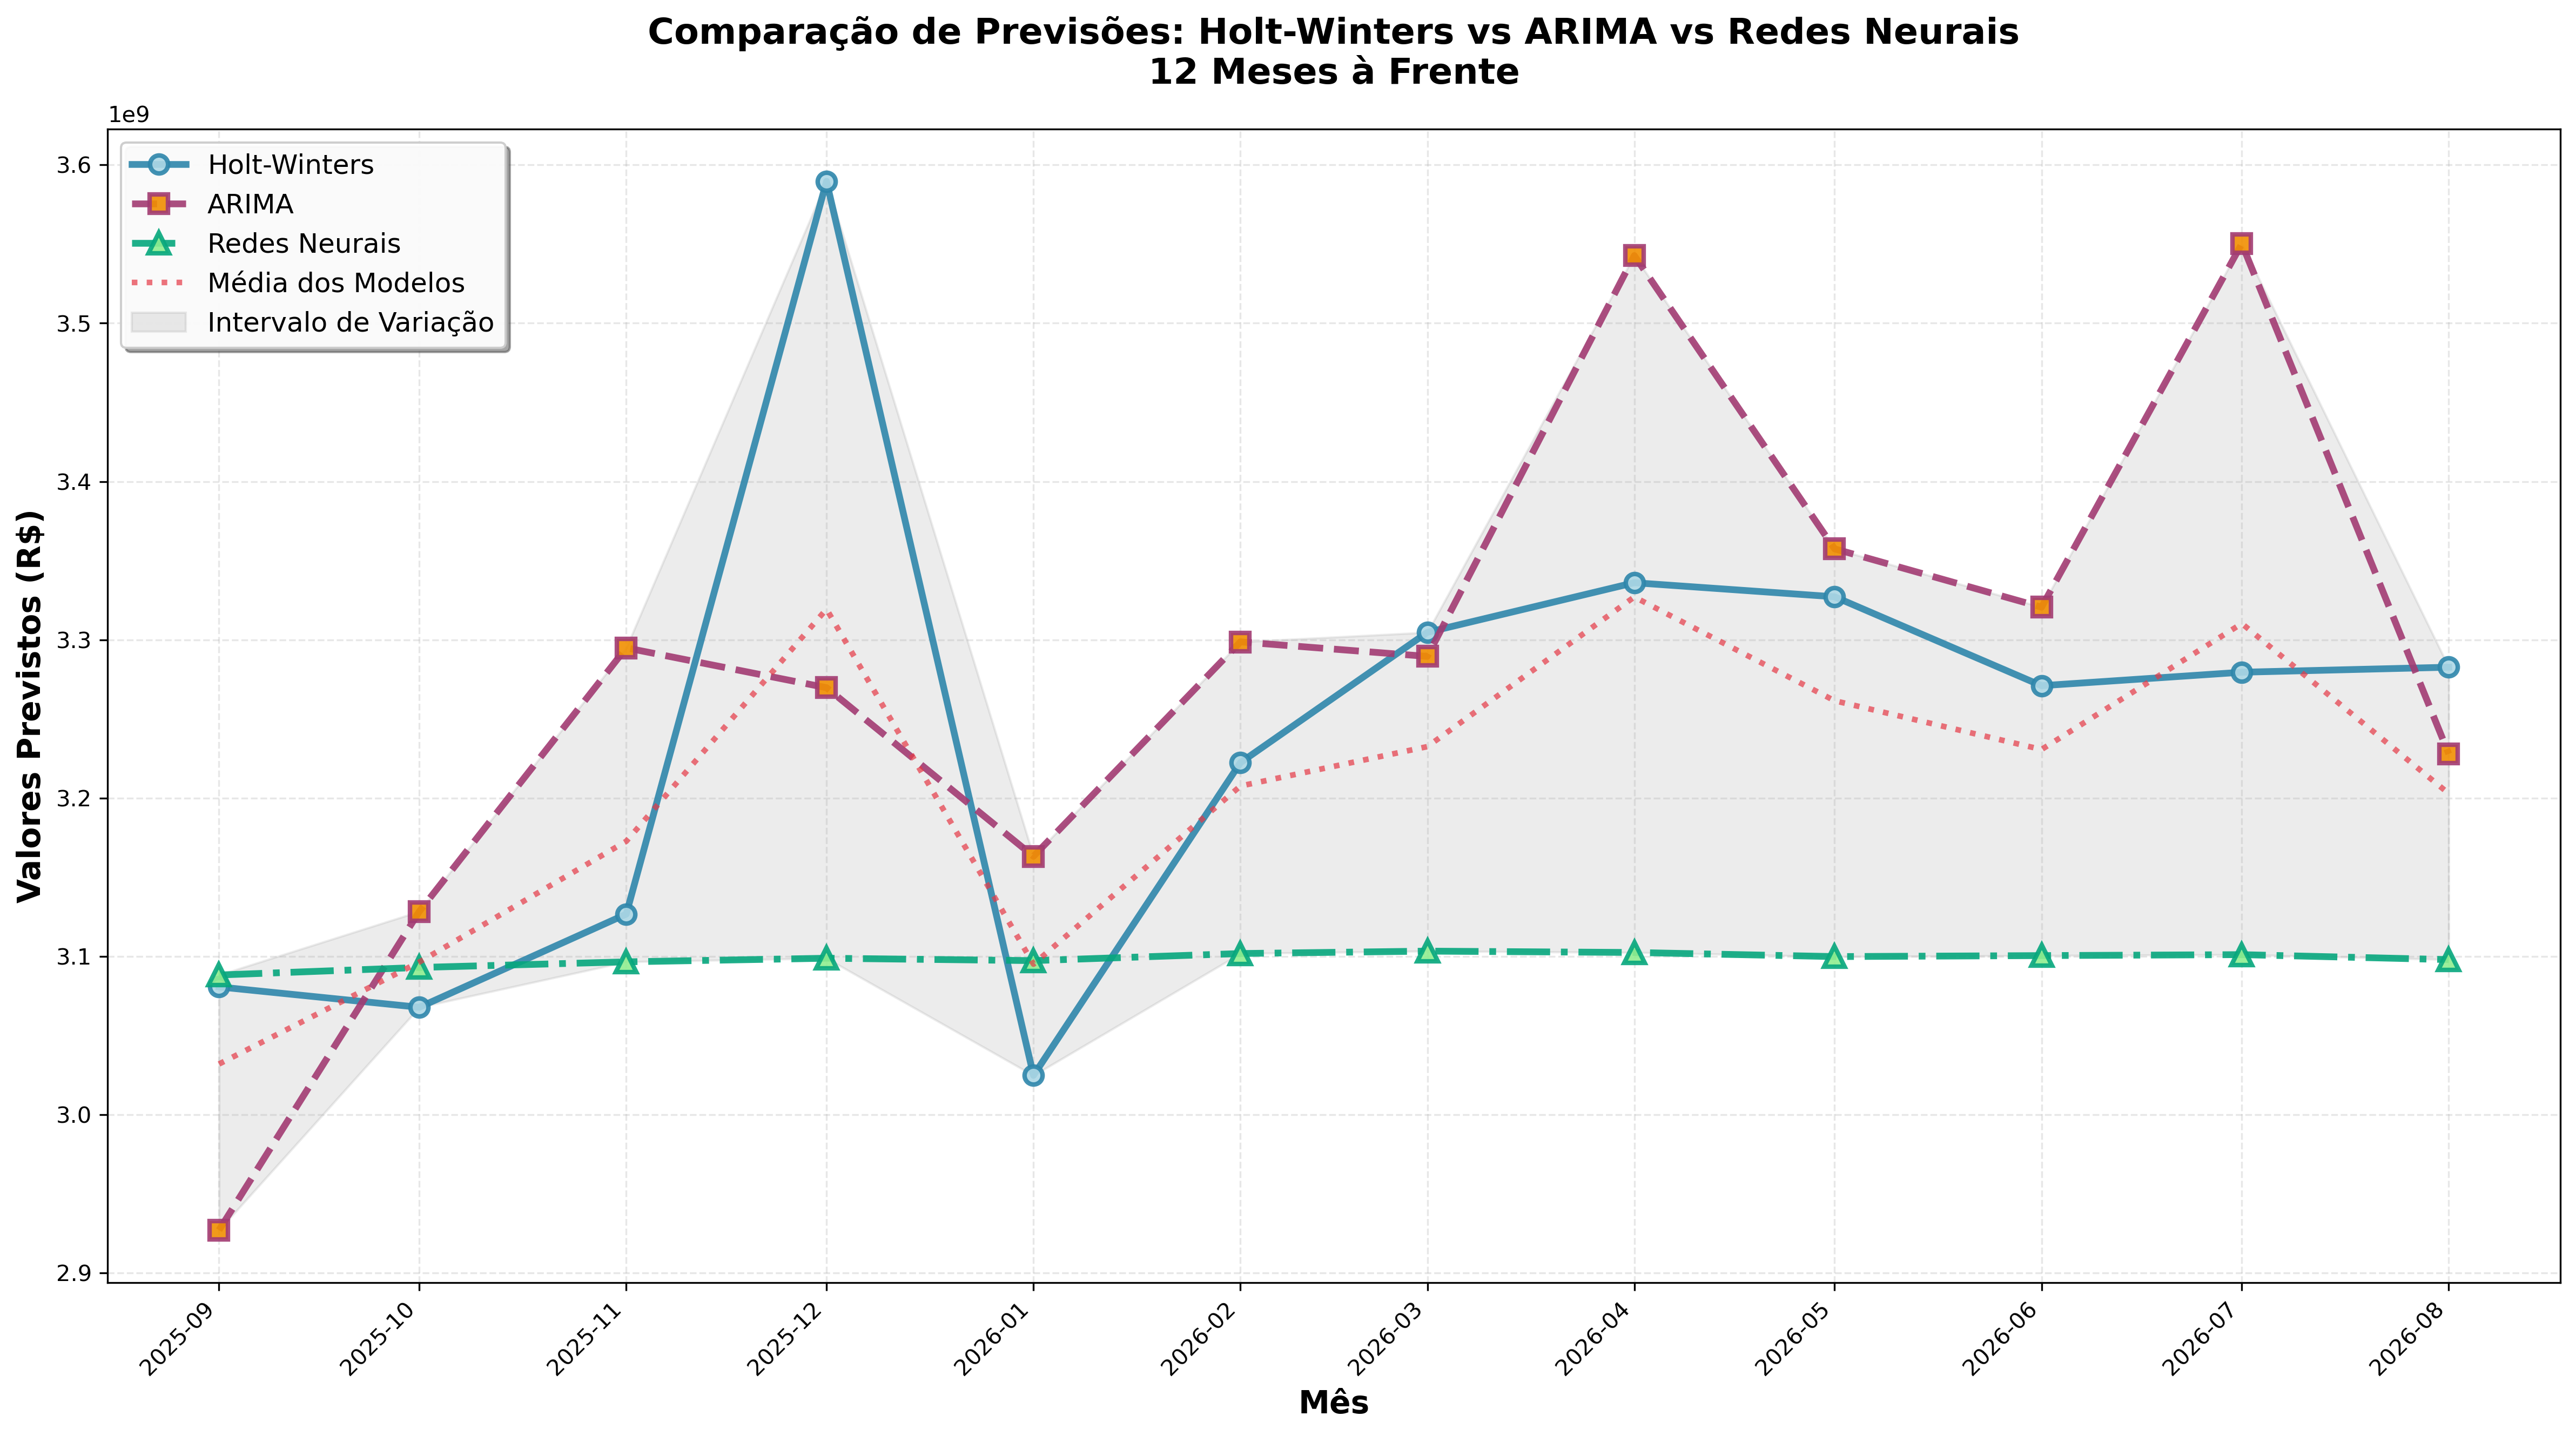 Comparação de Previsões: Holt-Winters vs ARIMA vs Redes Neurais
12 Meses à Frente
1e9
Holt-Winters
ARIMA
Redes Neurais
Média dos Modelos
Intervalo de Variação
3.6
3.5
3.4
3.3
3.2
3.1
3.0
2.9
Valores Previstos (R$)
2025-09
2025-10
2025-11
2025-12
2026-01
2026-02
2026-03
2026-04
2026-05
2026-06
2026-07
2026-08
Mês